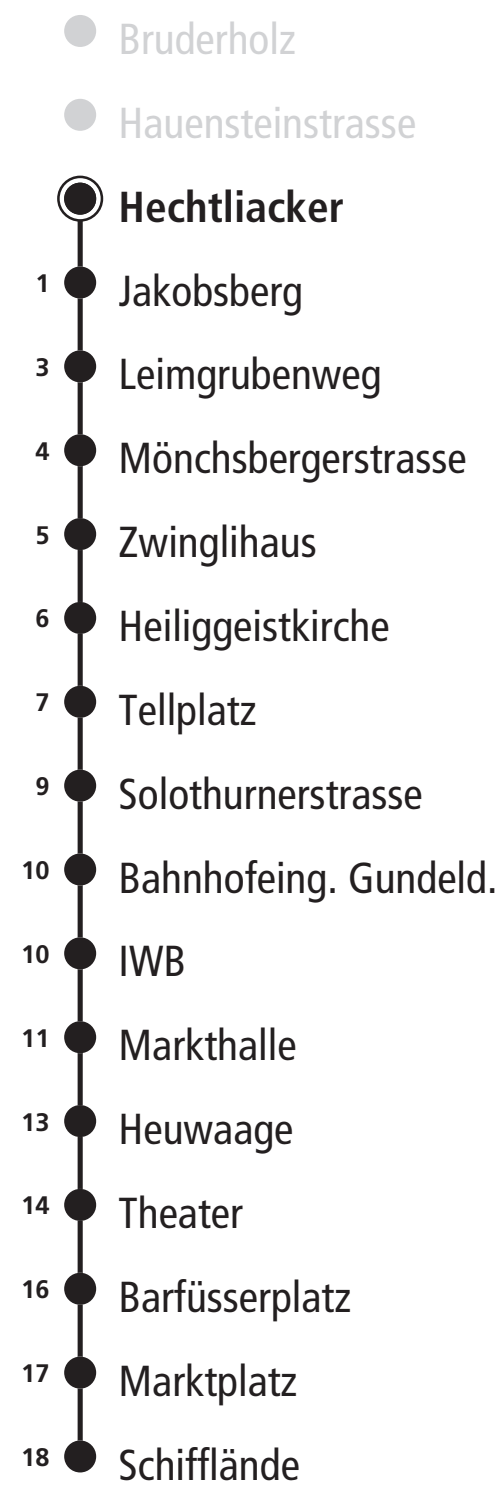 Bruderholz
Hauensteinstrasse
Hechtliacker
1 Jakobsberg
3 Leimgrubenweg
4 Mönchsbergerstrasse
5 Zwinglihaus
6 Heiliggeistkirche
7 Tellplatz
9 Solothurnerstrasse
10 Bahnhofeing. Gundeld.
10 IWB
11 Markthalle
13 Heuwaage
14 Theater
16 Barfüsserplatz
17 Marktplatz
18 Schifflände